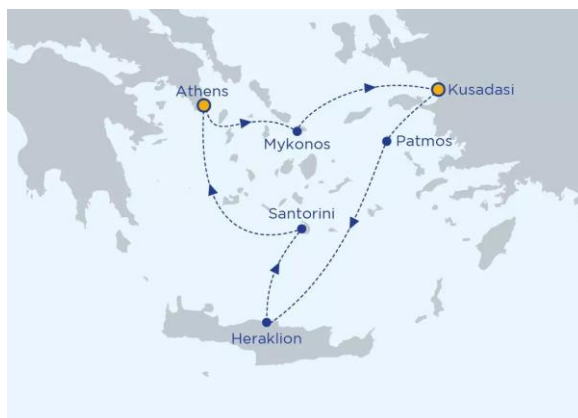 Athens
Kusadasi
Mykonos
Patmos
Santorini
Heraklion